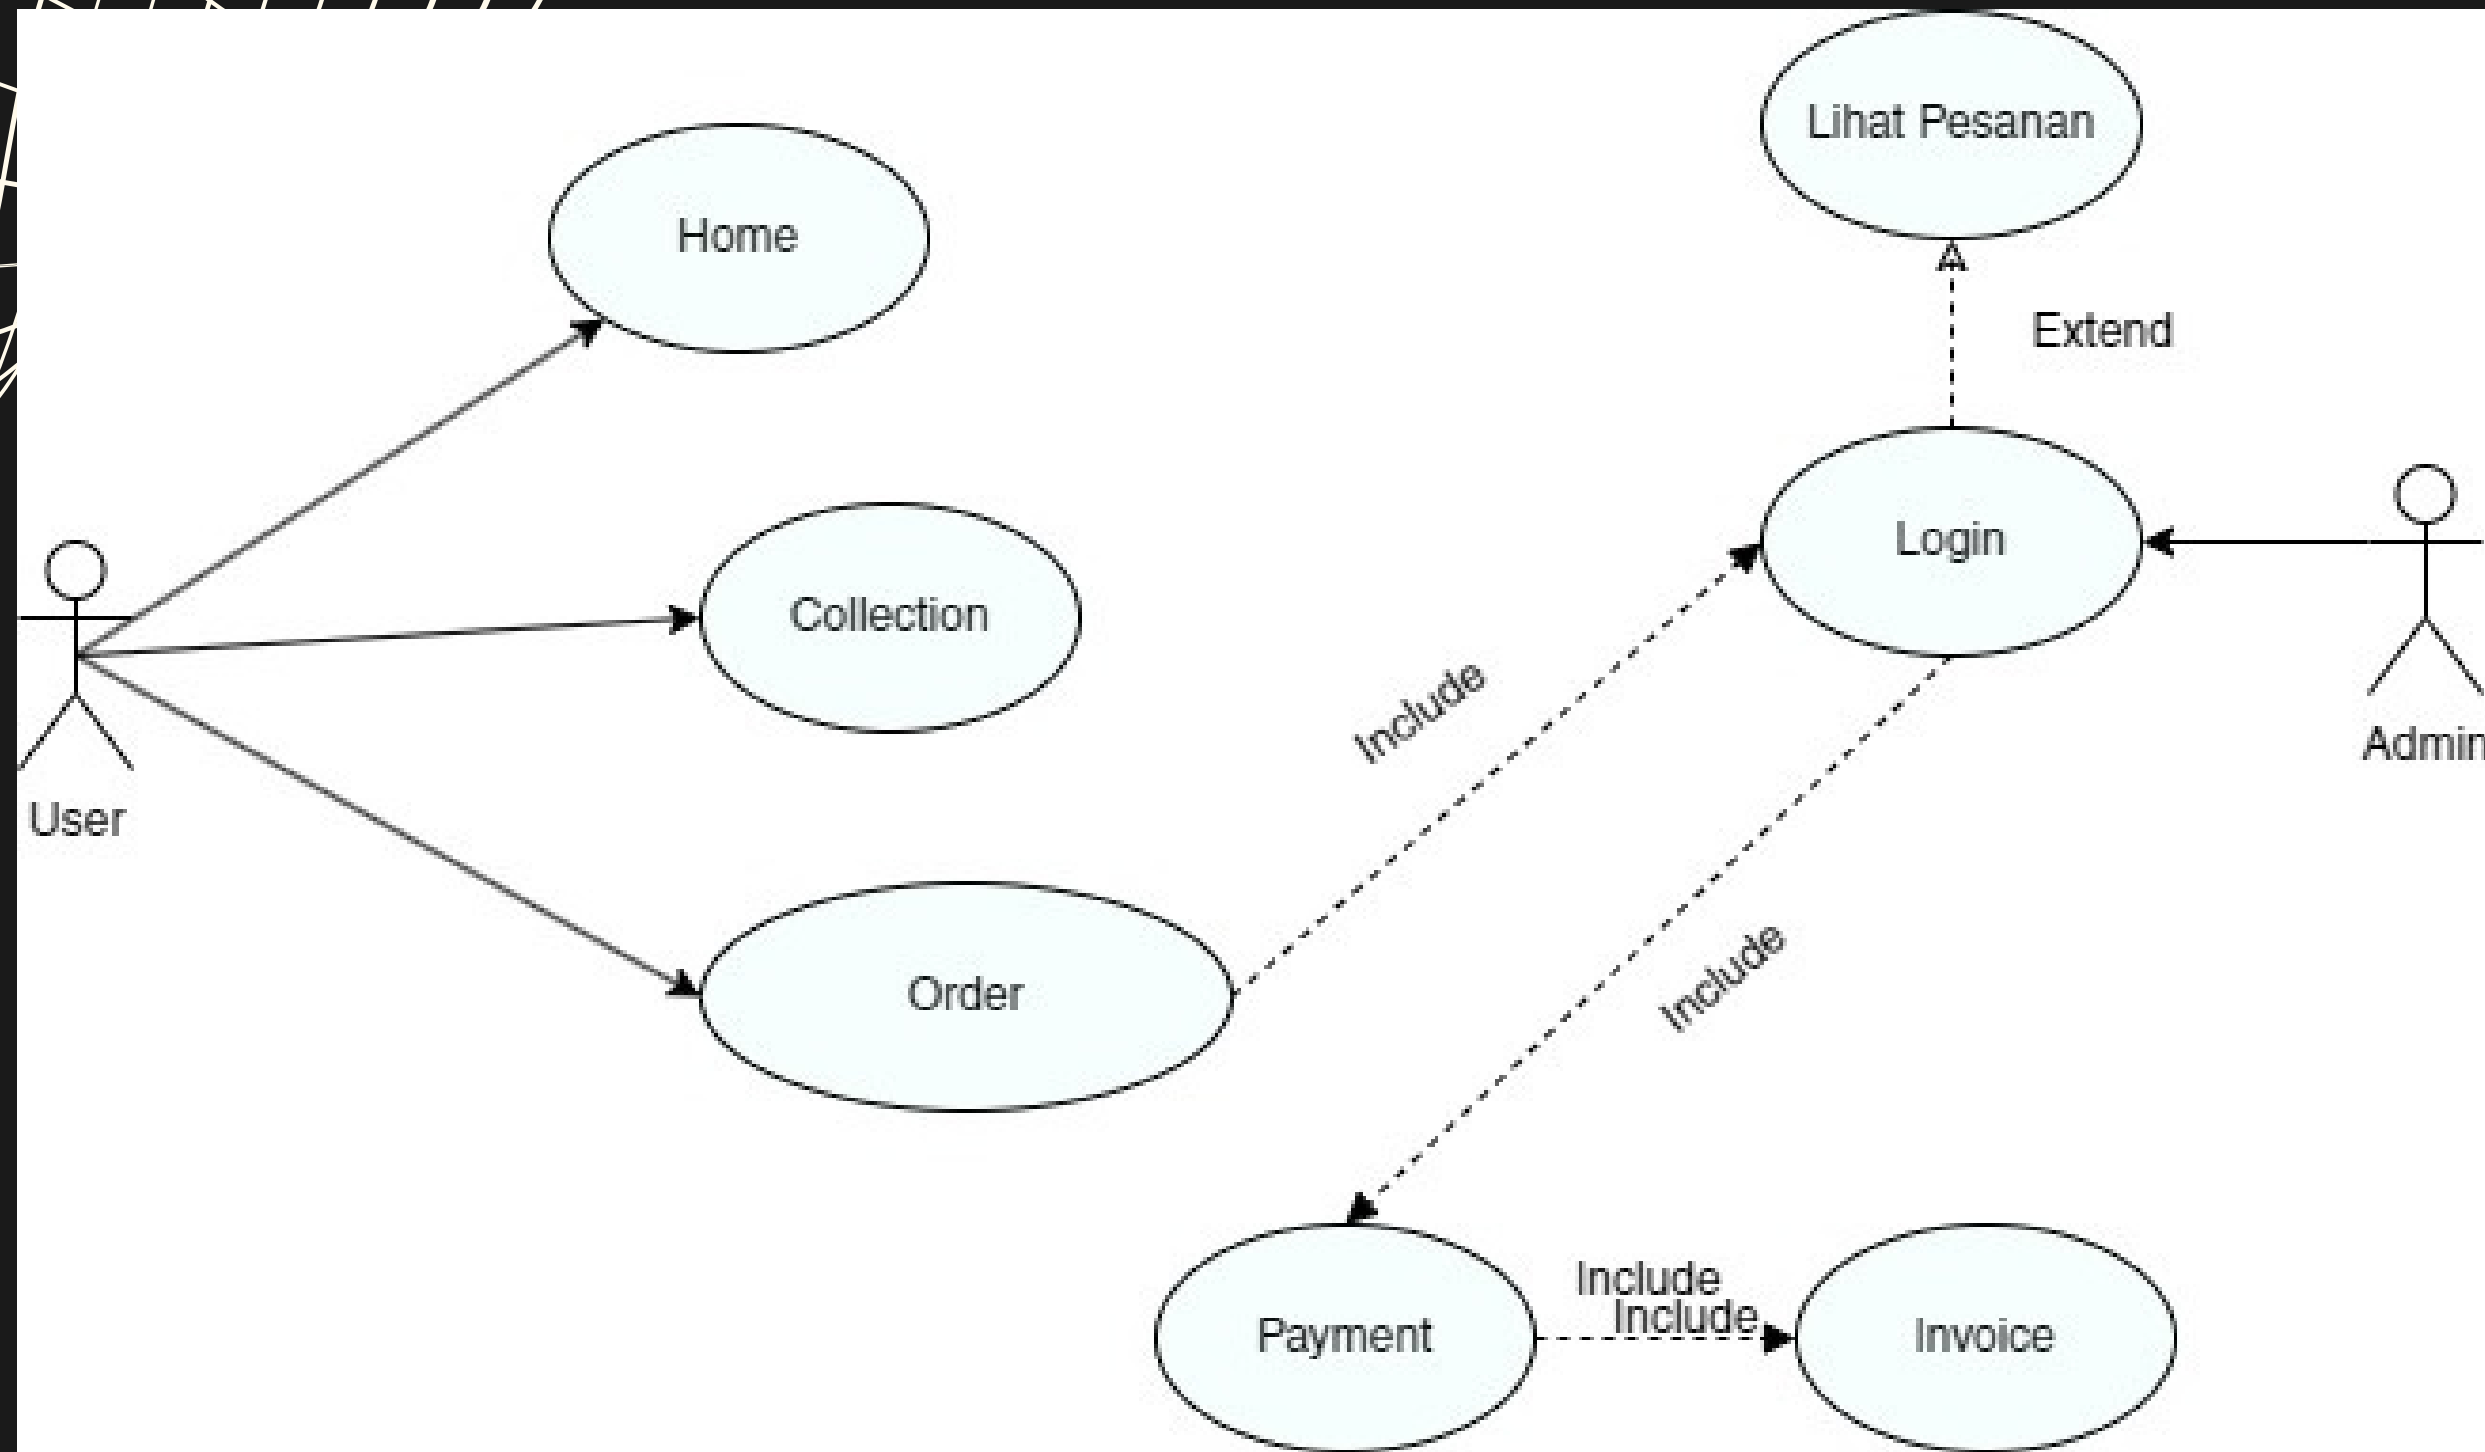 Lihat Pesanan
Home
Extend
Login
Collection
Include
Admin
User
Include
Order
Include
Include
Payment
Invoice